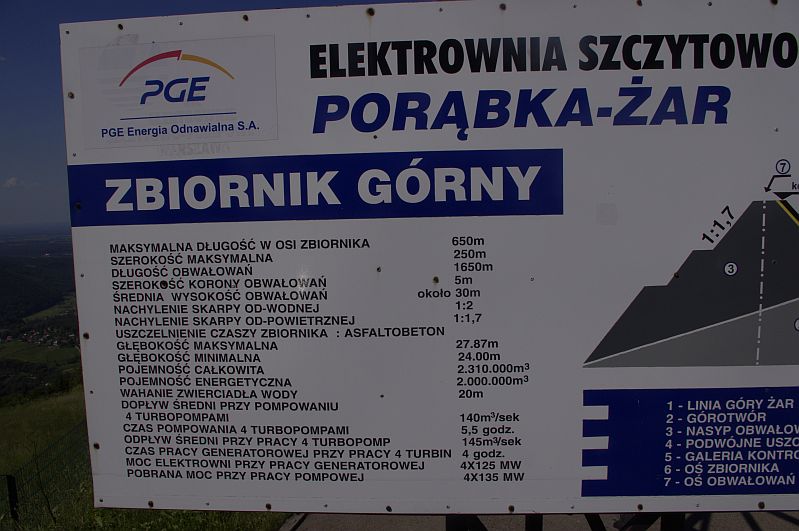 PGE
PGE Energia Odnawialna S.A.
ELEKTROWNIA SZCZYTOWO
PORĄBKA-ŻAR
ZBIORNIK GÓRNY
MAKSYMALNA DŁUGOŚĆ W OSI ZBIORNIKA 650m
SZEROKOŚĆ MAKSYMALNA 250m
DŁUGOŚĆ OBWAŁOWAŃ 1650m
SZEROKOŚĆ KORONY OBWAŁOWAŃ 5m
ŚREDNIA WYSOKOŚĆ OBWAŁOWAŃ około 30m
NACHYLENIE SKARPY OD-WODNEJ 1:2
NACHYLENIE SKARPY OD-POWIETRZNEJ 1:1,7
USZCZELNIENIE CZASZY ZBIORNIKA : ASFALTOBETON
GŁĘBOKOŚĆ MAKSYMALNA 27.87m
GŁĘBOKOŚĆ MINIMALNA 24.00m
POJEMNOŚĆ CAŁKOWITA 2.310.000m³
POJEMNOŚĆ ENERGETYCZNA 2.000.000m³
WAHANIE ZWIERCIADŁA WODY 20m
DOPŁYW ŚREDNI PRZY POMPOWANIU
4 TURBOPOMPAMI 140m³/sek
CZAS POMPOWANIA 4 TURBOPOMPAMI 5,5 godz.
ODPŁYW ŚREDNI PRZY PRACY 4 TURBOPOMP 145m³/sek
CZAS PRACY GENERATOROWEJ PRZY PRACY 4 TURBIN 4 godz.
MOC ELEKTROWNI PRZY PRACY GENERATOROWEJ 4X125 MW
POBRANA MOC PRZY PRACY POMPOWEJ 4X135 MW
7
1:1,7
3
1 - LINIA GÓRY ŻAR
2 - GÓROTWÓR
3 - NASYP OBWAŁOW
4 - PODWÓJNE USZC
5 - GALERIA KONTRO
6 - OŚ ZBIORNIKA
7 - OŚ OBWAŁOWAŃ